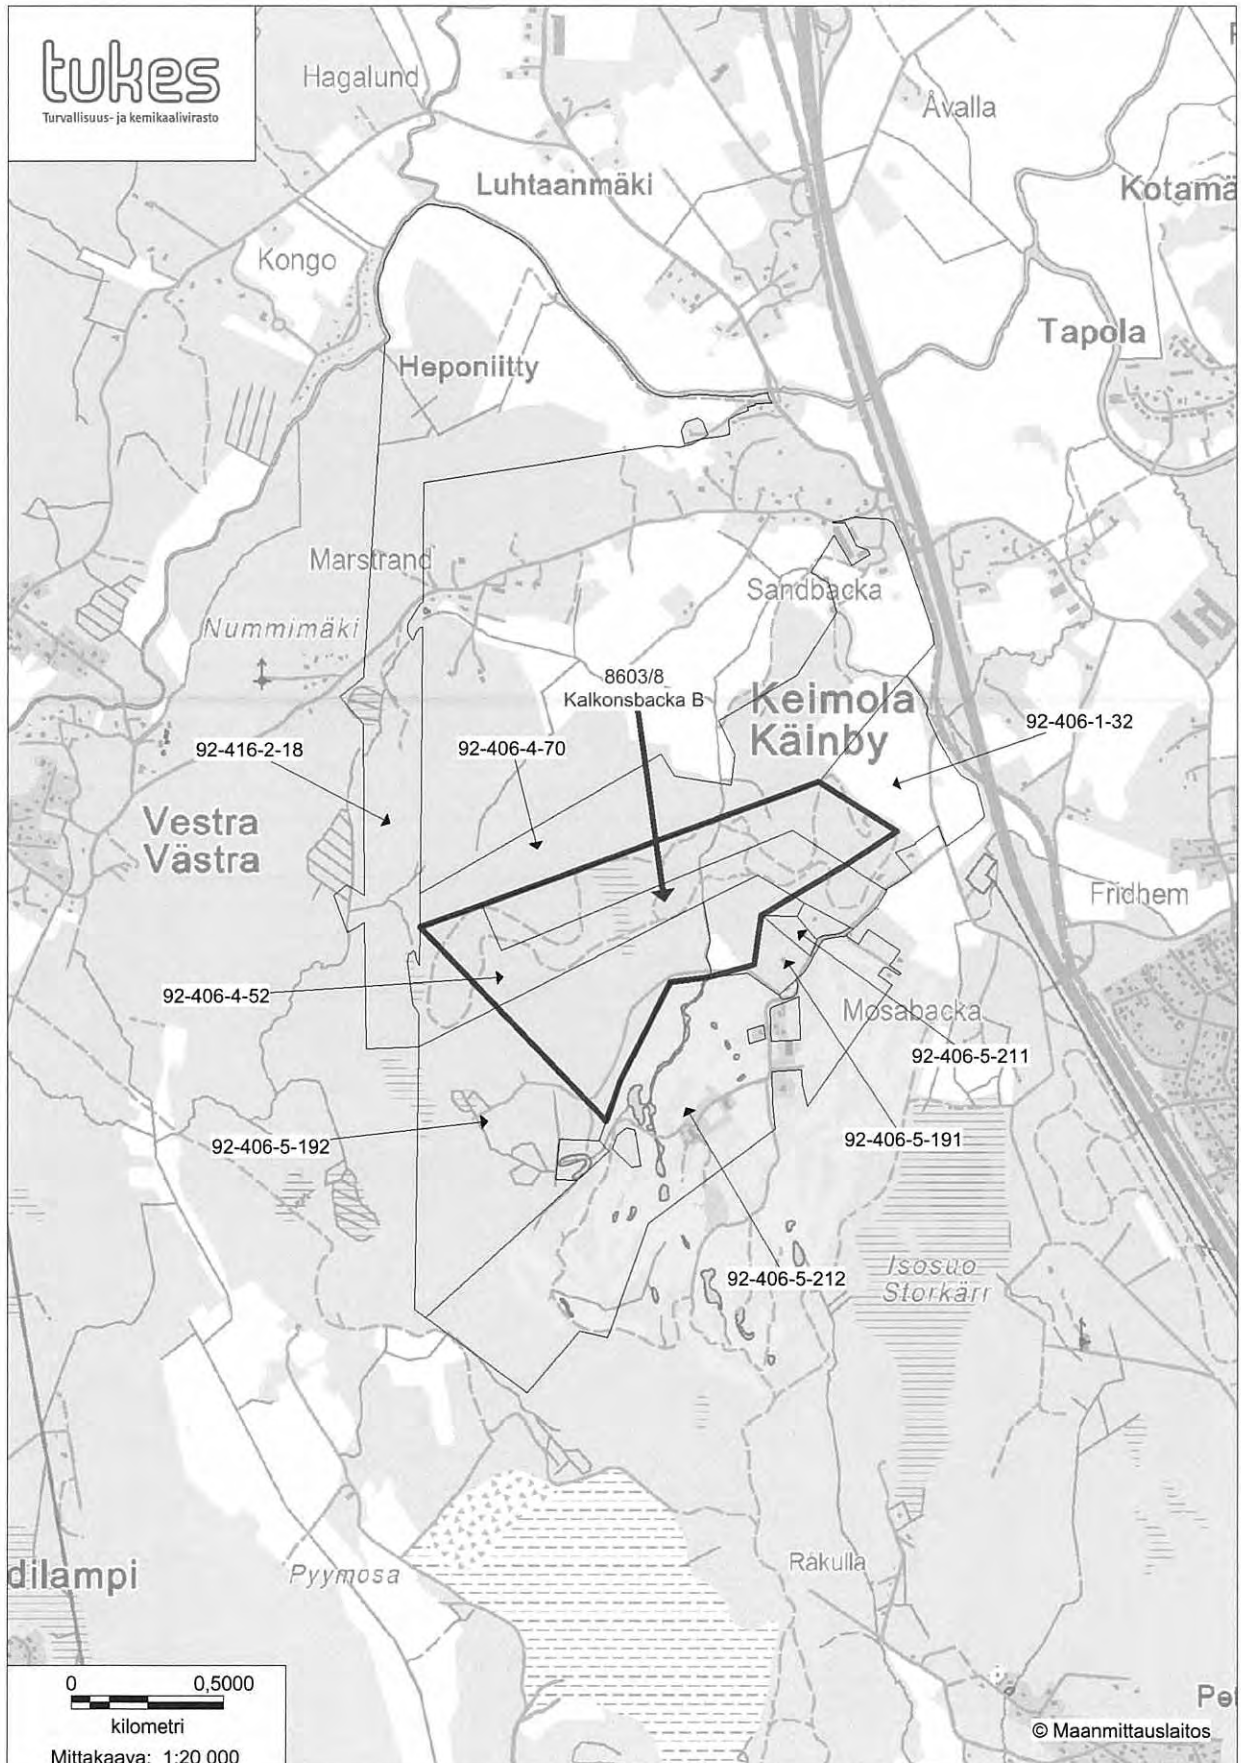 tukes
Turvallisuus- ja kemikaalivirasto
Hagalund
Åvalla
Luhtaanmäki
Kotamä
Kongo
Tapola
Heponiitty
Marstrand
Sandbacka
Nummimäki
8603/8
Kalkonsbacka B
Keimola
Käinby
92-406-1-32
92-416-2-18
92-406-4-70
Vestra
Västra
Fridhem
92-406-4-52
Mosabacka
92-406-5-211
92-406-5-192
92-406-5-191
Isosuo
Storkärr
92-406-5-212
Råkulla
dilampi
Pyymosa
0 0,5000
kilometri
Mittakaava: 1:20 000
Pe
© Maanmittauslaitos